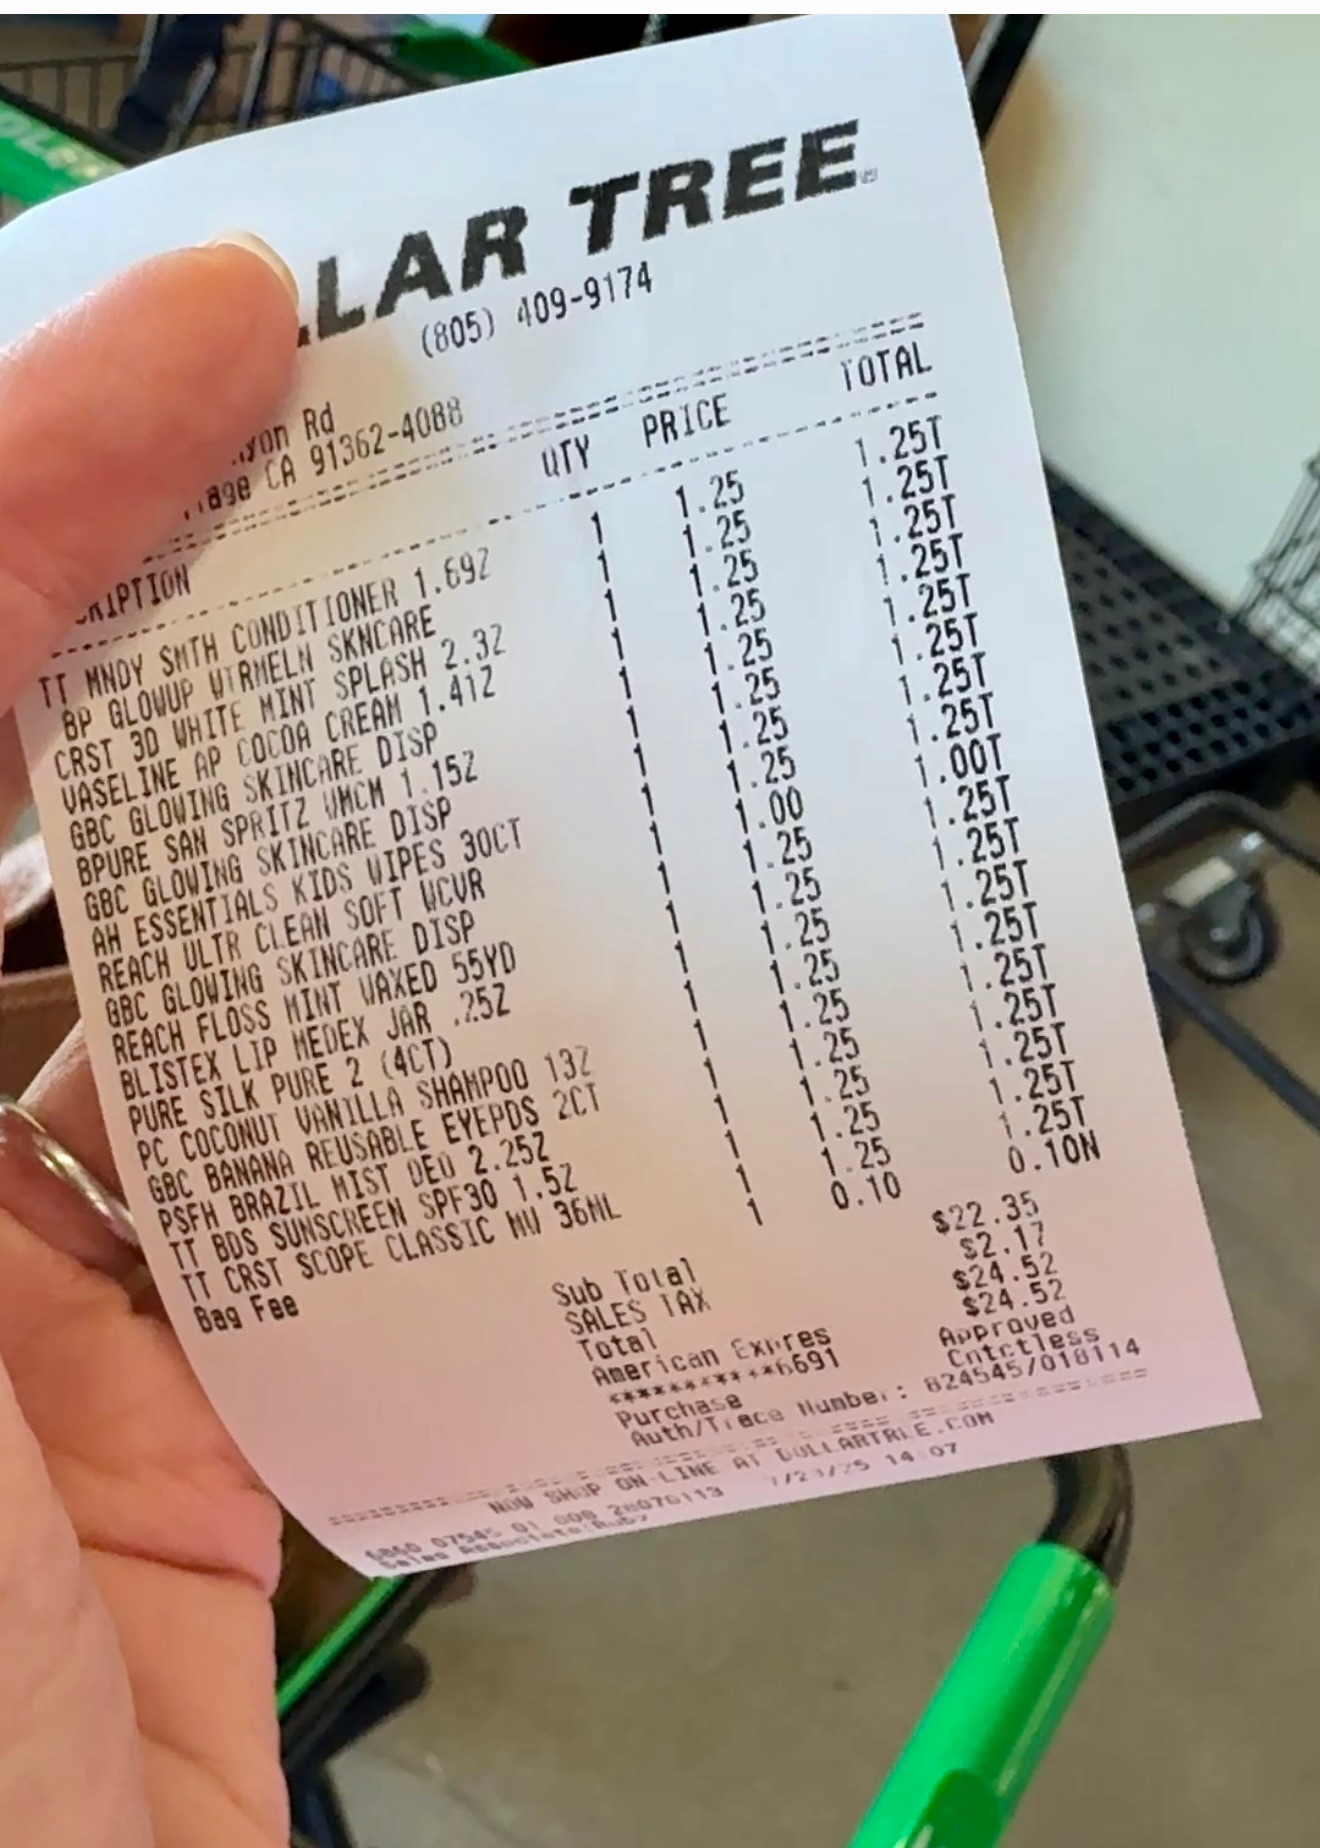 LLAR TREE
(805) 409-9174
Rd
CA 91362-4088
QTY PRICE TOTAL
TT MNDY SMTH CONDITIONER 1.69Z 1 1.25 1.25T
BP GLOWUP WTRMELN SKNCARE 1 1.25 1.25T
CRST 3D WHITE MINT SPLASH 2.3Z 1 1.25 1.25T
VASELINE AP COCOA CREAM 1.41Z 1 1.25 1.25T
GBC GLOWING SKINCARE DISP 1 1.25 1.25T
BPURE SAN SPRITZ WMCM 1.15Z 1 1.25 1.25T
GBC GLOWING SKINCARE DISP 1 1.25 1.25T
AH ESSENTIALS KIDS WIPES 30CT 1 1.25 1.25T
REACH ULTR CLEAN SOFT WCVR 1 1.00 1.00T
GBC GLOWING SKINCARE DISP 1 1.25 1.25T
REACH FLOSS MINT WAXED 55YD 1 1.25 1.25T
BLISTEX LIP MEDEX JAR .25Z 1 1.25 1.25T
PURE SILK PURE 2 (4CT) 1 1.25 1.25T
PC COCONUT VANILLA SHAMPOO 13Z 1 1.25 1.25T
GBC BANANA REUSABLE EYEPDS 2CT 1 1.25 1.25T
PSFH BRAZIL MIST DEO 2.25Z 1 1.25 1.25T
TT BDS SUNSCREEN SPF30 1.5Z 1 1.25 1.25T
TT CRST SCOPE CLASSIC MW 36ML 1 1.25 1.25T
Bag Fee 1 0.10 0.10N
Sub Total $22.35
SALES TAX $2.17
Total $24.52
American Expres $24.52
***********6691 Approved
Purchase Cntctless
Auth/Trace Number: 824545/018114
NOW SHOP ON-LINE AT DOLLARTREE.COM
6860 07545 01 008 28076113 14:07
Sales Associate:Ruby